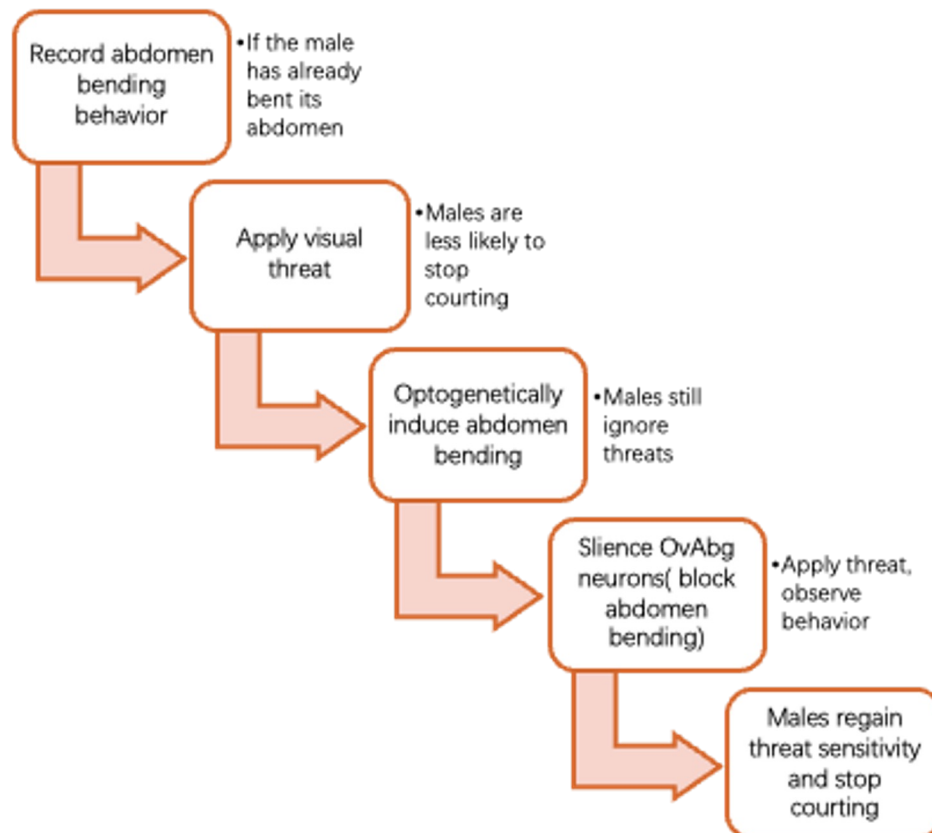 Record abdomen
bending
behavior
•If the male
has already
bent its
abdomen
Apply visual
threat
•Males are
less likely to
stop
courting
Optogenetically
induce abdomen
bending
•Males still
ignore
threats
Slience OvAbg
neurons( block
abdomen
bending)
•Apply threat,
observe
behavior
Males regain
threat sensitivity
and stop
courting